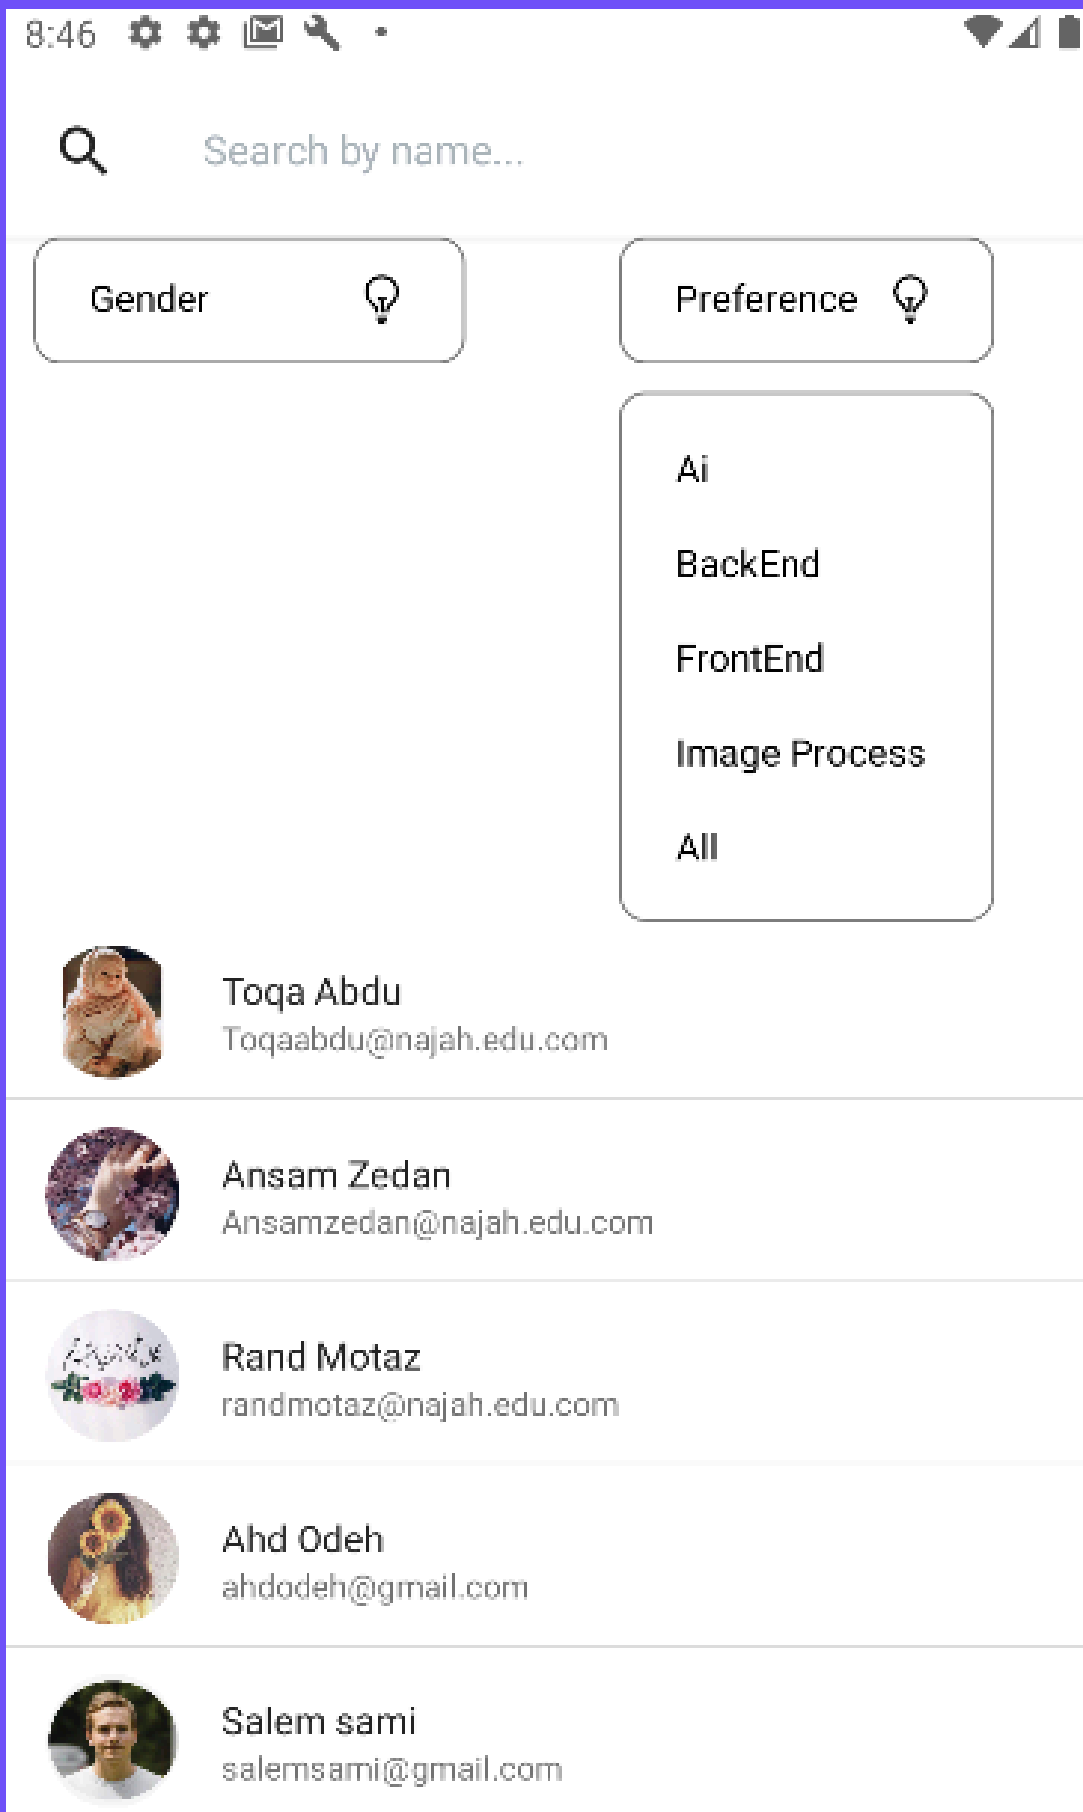 8:46
Search by name...
Gender
Preference
Ai
BackEnd
FrontEnd
Image Process
All
Toqa Abdu
Toqaabdu@najah.edu.com
Ansam Zedan
Ansamzedan@najah.edu.com
Rand Motaz
randmotaz@najah.edu.com
Ahd Odeh
ahdodeh@gmail.com
Salem sami
salemsami@gmail.com